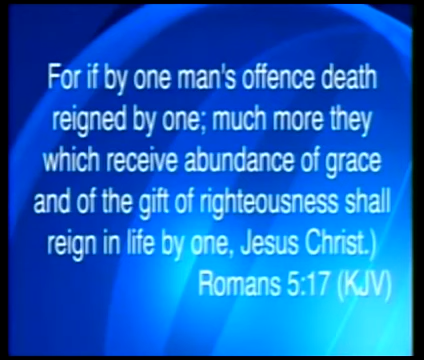 For if by one man's offence death
reigned by one; much more they
which receive abundance of grace
and of the gift of righteousness shall
reign in life by one, Jesus Christ.)
Romans 5:17 (KJV)